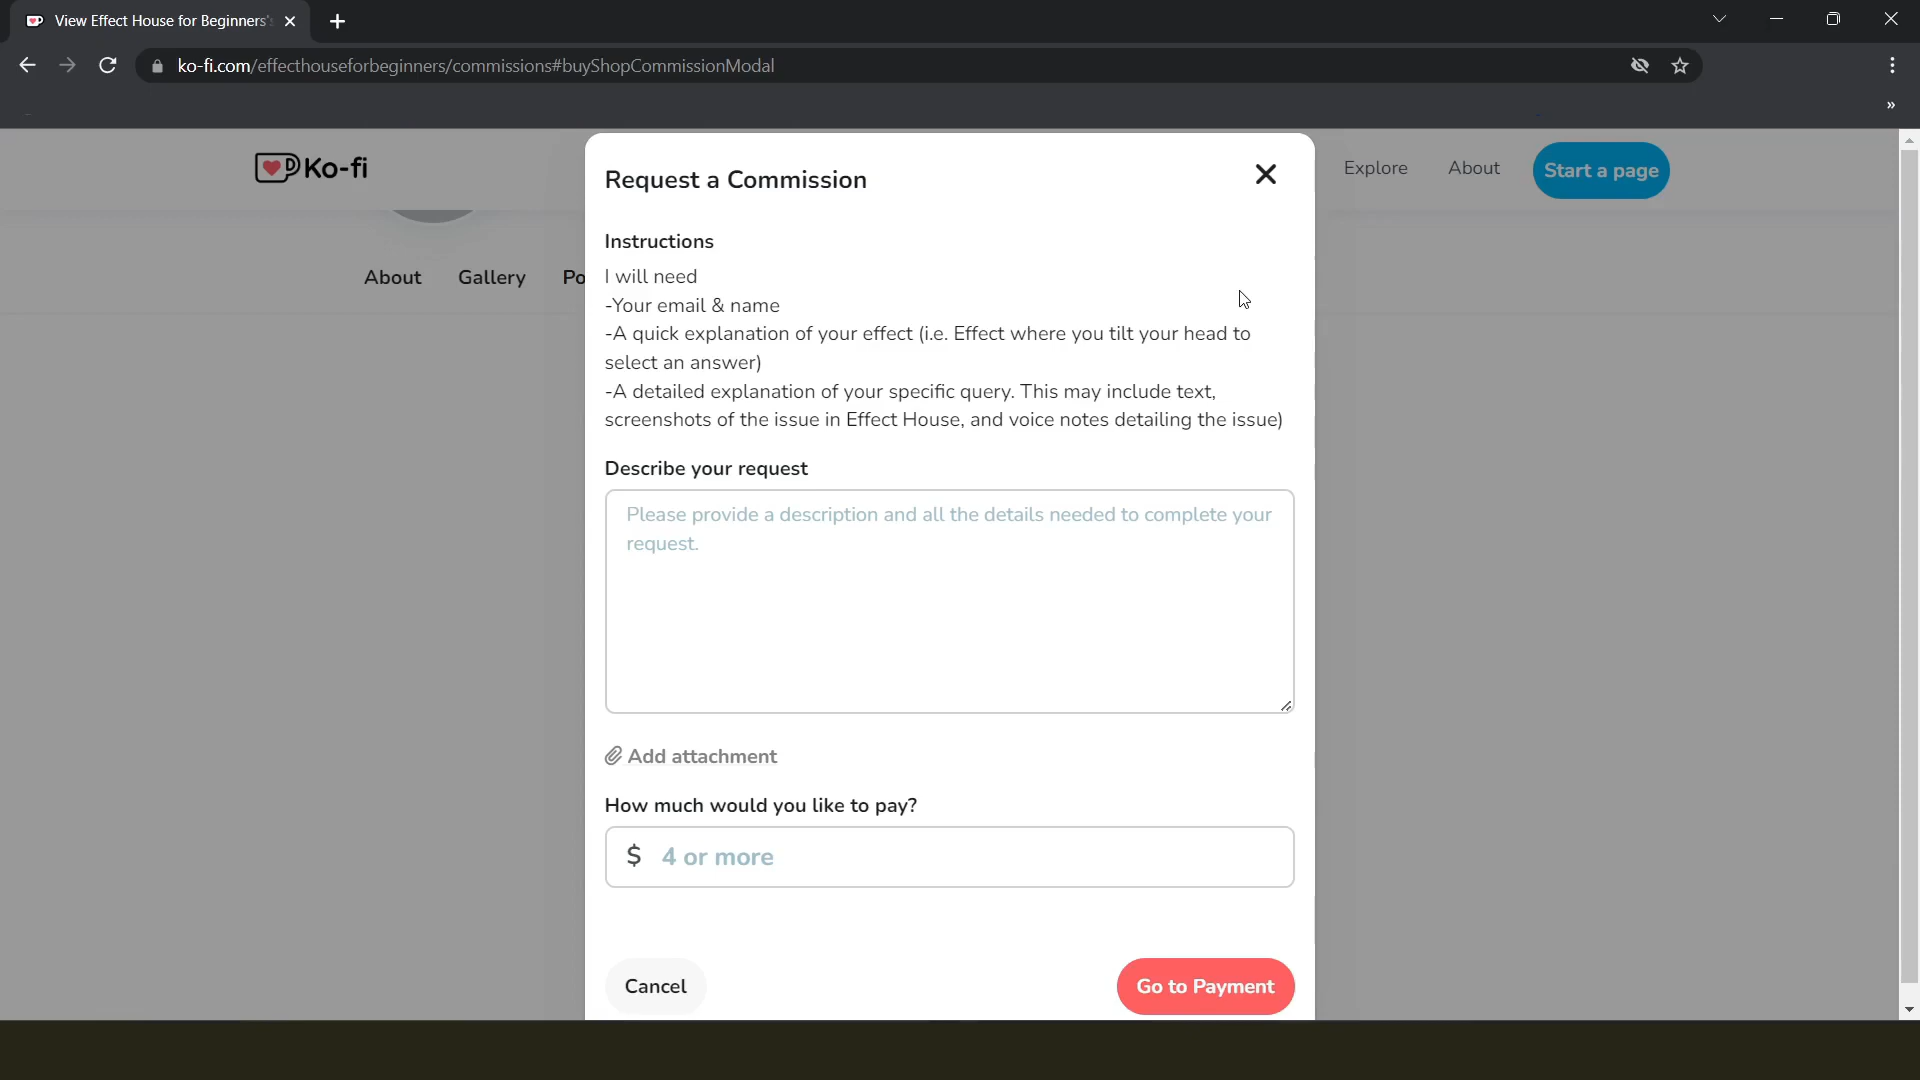 View Effect House for Beginners's
ko-fi.com/effecthouseforbeginners/commissions#buyShopCommissionModal
»
Ko-fi
Explore
About
Start a page
About
Gallery
Po
Request a Commission
Instructions
I will need
-Your email & name
-A quick explanation of your effect (i.e. Effect where you tilt your head to
select an answer)
-A detailed explanation of your specific query. This may include text,
screenshots of the issue in Effect House, and voice notes detailing the issue)
Describe your request
Please provide a description and all the details needed to complete your
request.
Add attachment
How much would you like to pay?
$ 4 or more
Cancel
Go to Payment